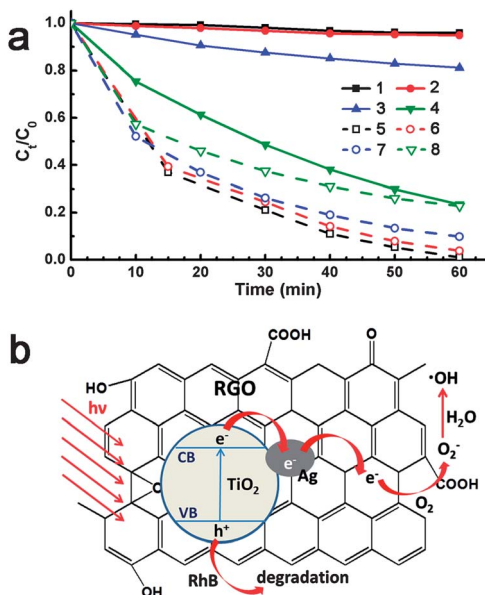 a
C_t/C_0
1.0
0.8
0.6
0.4
0.2
0.0
1 2
3 4
5 6
7 8
0 10 20 30 40 50 60
Time (min)
b
COOH
O
HO
RGO
·OH
hν
H₂O
e⁻
CB
e⁻
O₂⁻
Ag
e⁻
O
TiO₂
COOH
O₂
VB
h⁺
RhB
degradation
OH